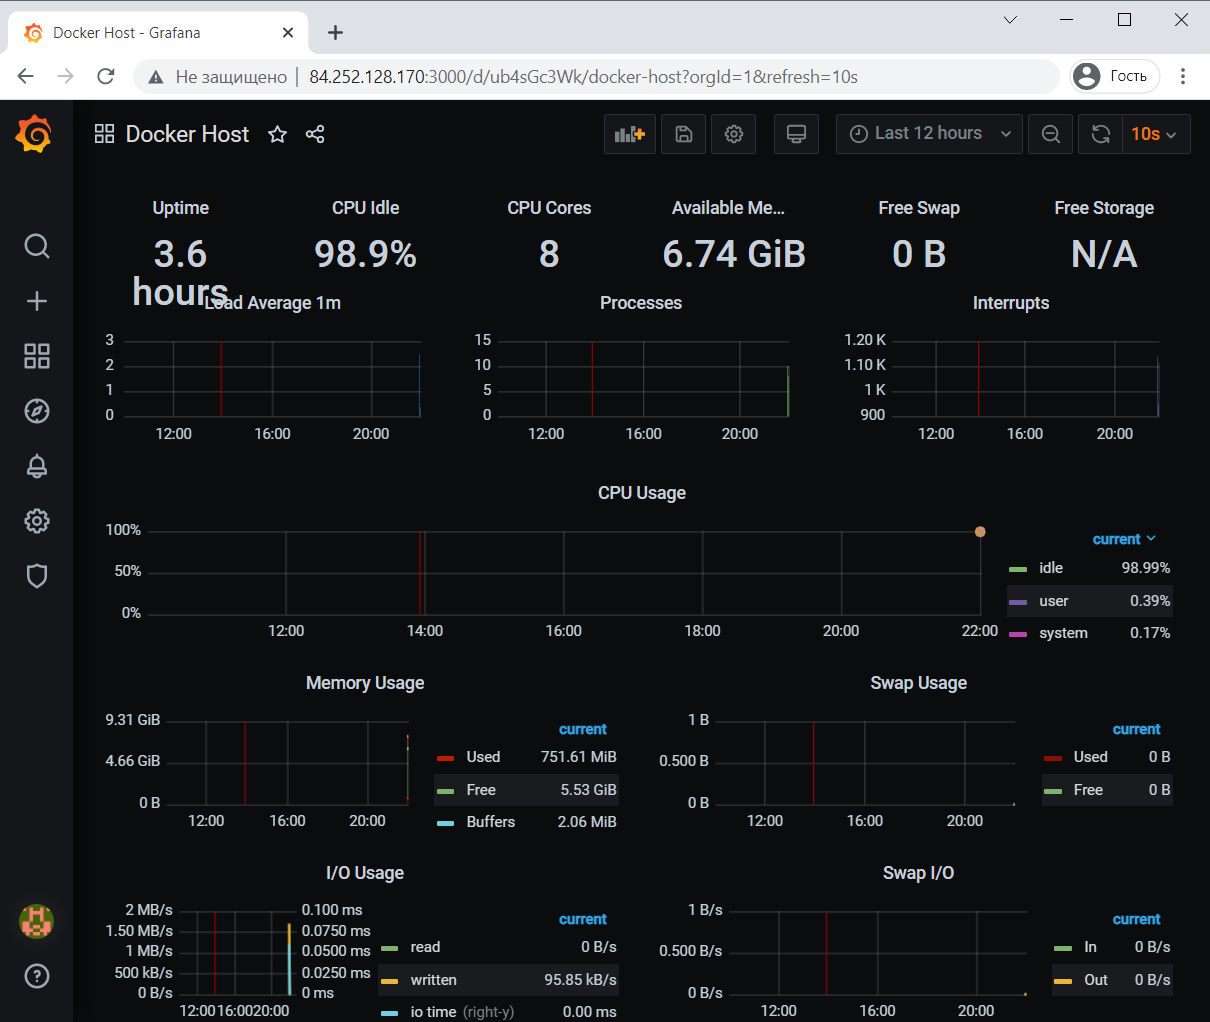 Docker Host - Grafana
Не защищено | 84.252.128.170:3000/d/ub4sGc3Wk/docker-host?orgId=1&refresh=10s
Гость
Docker Host
Last 12 hours
10s
Uptime
3.6 hours
CPU Idle
98.9%
CPU Cores
8
Available Me...
6.74 GiB
Free Swap
0 B
Free Storage
N/A
Load Average 1m
3
2
1
0
12:00 16:00 20:00
Processes
15
10
5
0
12:00 16:00 20:00
Interrupts
1.20 K
1.10 K
1 K
900
12:00 16:00 20:00
CPU Usage
100%
50%
0%
12:00 14:00 16:00 18:00 20:00 22:00
current
idle 98.99%
user 0.39%
system 0.17%
Memory Usage
9.31 GiB
4.66 GiB
0 B
12:00 16:00 20:00
current
Used 751.61 MiB
Free 5.53 GiB
Buffers 2.06 MiB
Swap Usage
1 B
0.500 B
0 B
12:00 16:00 20:00
current
Used 0 B
Free 0 B
I/O Usage
2 MB/s 0.100 ms
1.50 MB/s 0.0750 ms
1 MB/s 0.0500 ms
500 kB/s 0.0250 ms
0 B/s 0 ms
12:00 16:00 20:00
current
read 0 B/s
written 95.85 kB/s
io time (right-y) 0.00 ms
Swap I/O
1 B/s
0.500 B/s
0 B/s
12:00 16:00 20:00
current
In 0 B/s
Out 0 B/s